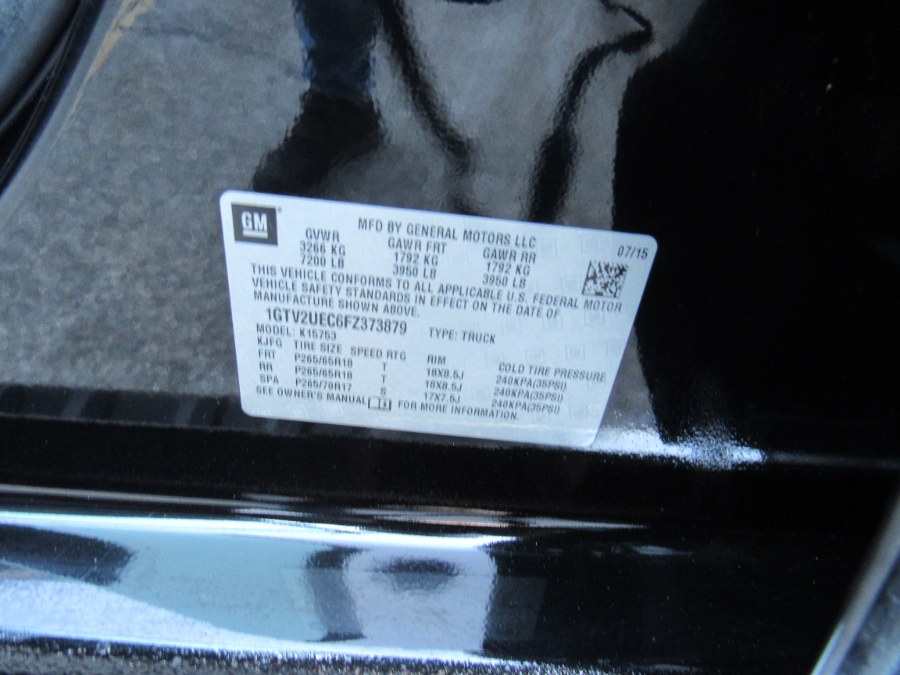 GM
MFD BY GENERAL MOTORS LLC
07/15
GVWR GAWR FRT GAWR RR
3266 KG 1792 KG 1792 KG
7200 LB 3950 LB 3950 LB
THIS VEHICLE CONFORMS TO ALL APPLICABLE U.S. FEDERAL MOTOR
VEHICLE SAFETY STANDARDS IN EFFECT ON THE DATE OF
MANUFACTURE SHOWN ABOVE.
1GTV2UEC6FZ373879 TYPE: TRUCK
MODEL: K15753
KJFG TIRE SIZE SPEED RTG RIM COLD TIRE PRESSURE
FRT P265/65R18 T 18X8.5J 240KPA(35PSI)
RR P265/65R18 T 18X8.5J 240KPA(35PSI)
SPA P265/70R17 S 17X7.5J 240KPA(35PSI)
SEE OWNER'S MANUAL FOR MORE INFORMATION.